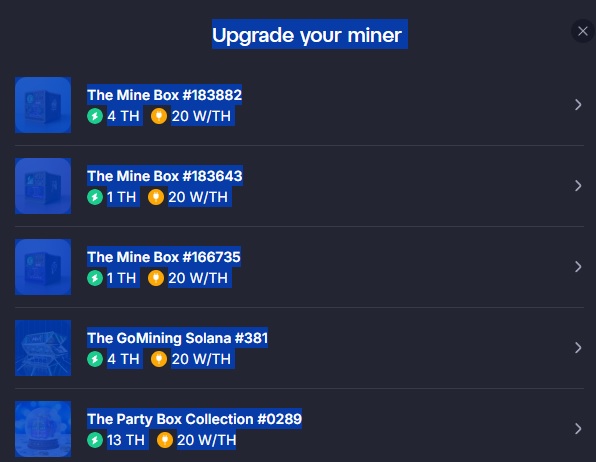 Upgrade your miner
The Mine Box #183882
4 TH 20 W/TH
The Mine Box #183643
1 TH 20 W/TH
The Mine Box #166735
1 TH 20 W/TH
The GoMining Solana #381
4 TH 20 W/TH
The Party Box Collection #0289
13 TH 20 W/TH